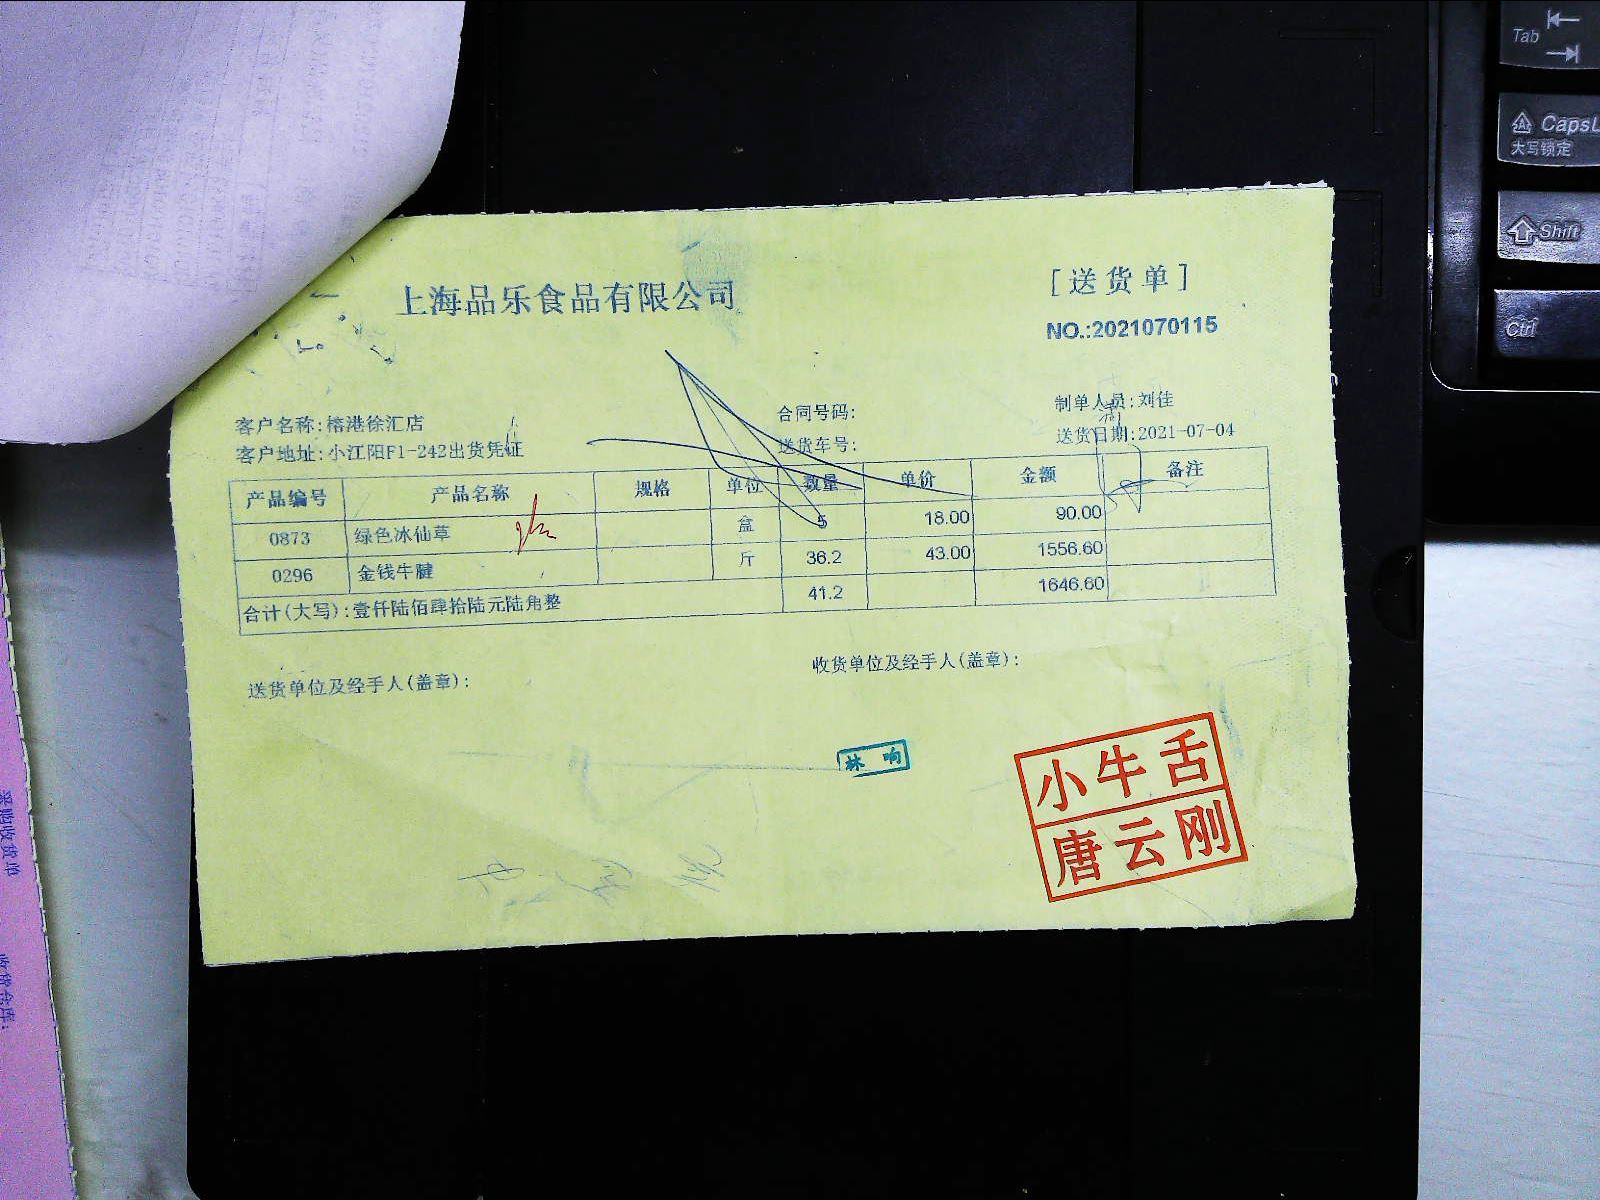 上海品乐食品有限公司
[送货单]
NO.:2021070115
客户名称:榕港徐汇店
合同号码:
制单人员:刘佳
客户地址:小江阳F1-242出货凭证
送货车号:
送货日期:2021-07-04
产品编号 产品名称 规格 单位 数量 单价 金额 备注
0873 绿色冰仙草 盒 5 18.00 90.00
0296 金钱牛腱 斤 36.2 43.00 1556.60
合计(大写):壹仟陆佰肆拾陆元陆角整 41.2 1646.60
送货单位及经手人(盖章):
收货单位及经手人(盖章):
林响
小牛舌
唐云刚
Tab
CapsL
大写锁定
Shift
Ctrl
采购收货单